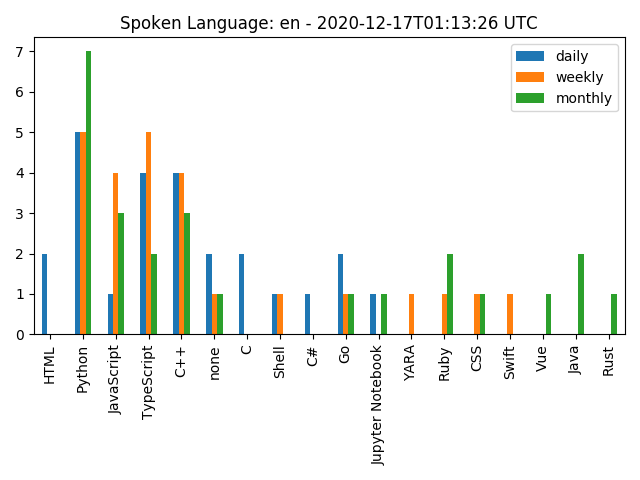 Spoken Language: en - 2020-12-17T01:13:26 UTC
daily
weekly
monthly
7
6
5
4
3
2
1
0
HTML
Python
JavaScript
TypeScript
C++
none
C
Shell
C#
Go
Jupyter Notebook
YARA
Ruby
CSS
Swift
Vue
Java
Rust